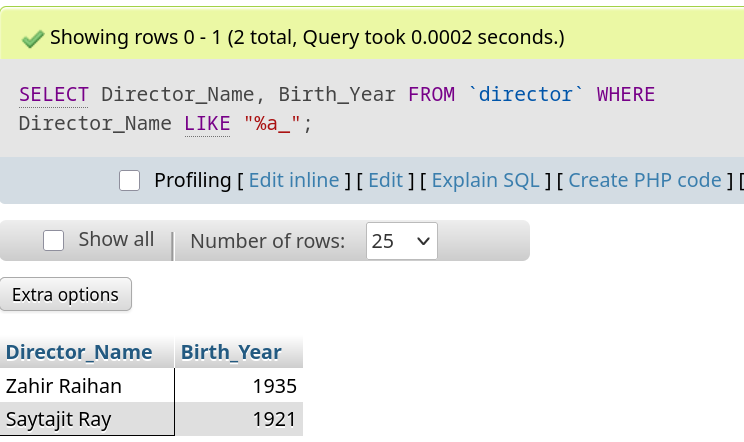 Showing rows 0 - 1 (2 total, Query took 0.0002 seconds.)
SELECT Director_Name, Birth_Year FROM `director` WHERE
Director_Name LIKE "%a_";
Profiling [ Edit inline ] [ Edit ] [ Explain SQL ] [ Create PHP code ] [
Show all Number of rows: 25
Extra options
Director_Name Birth_Year
Zahir Raihan 1935
Saytajit Ray 1921